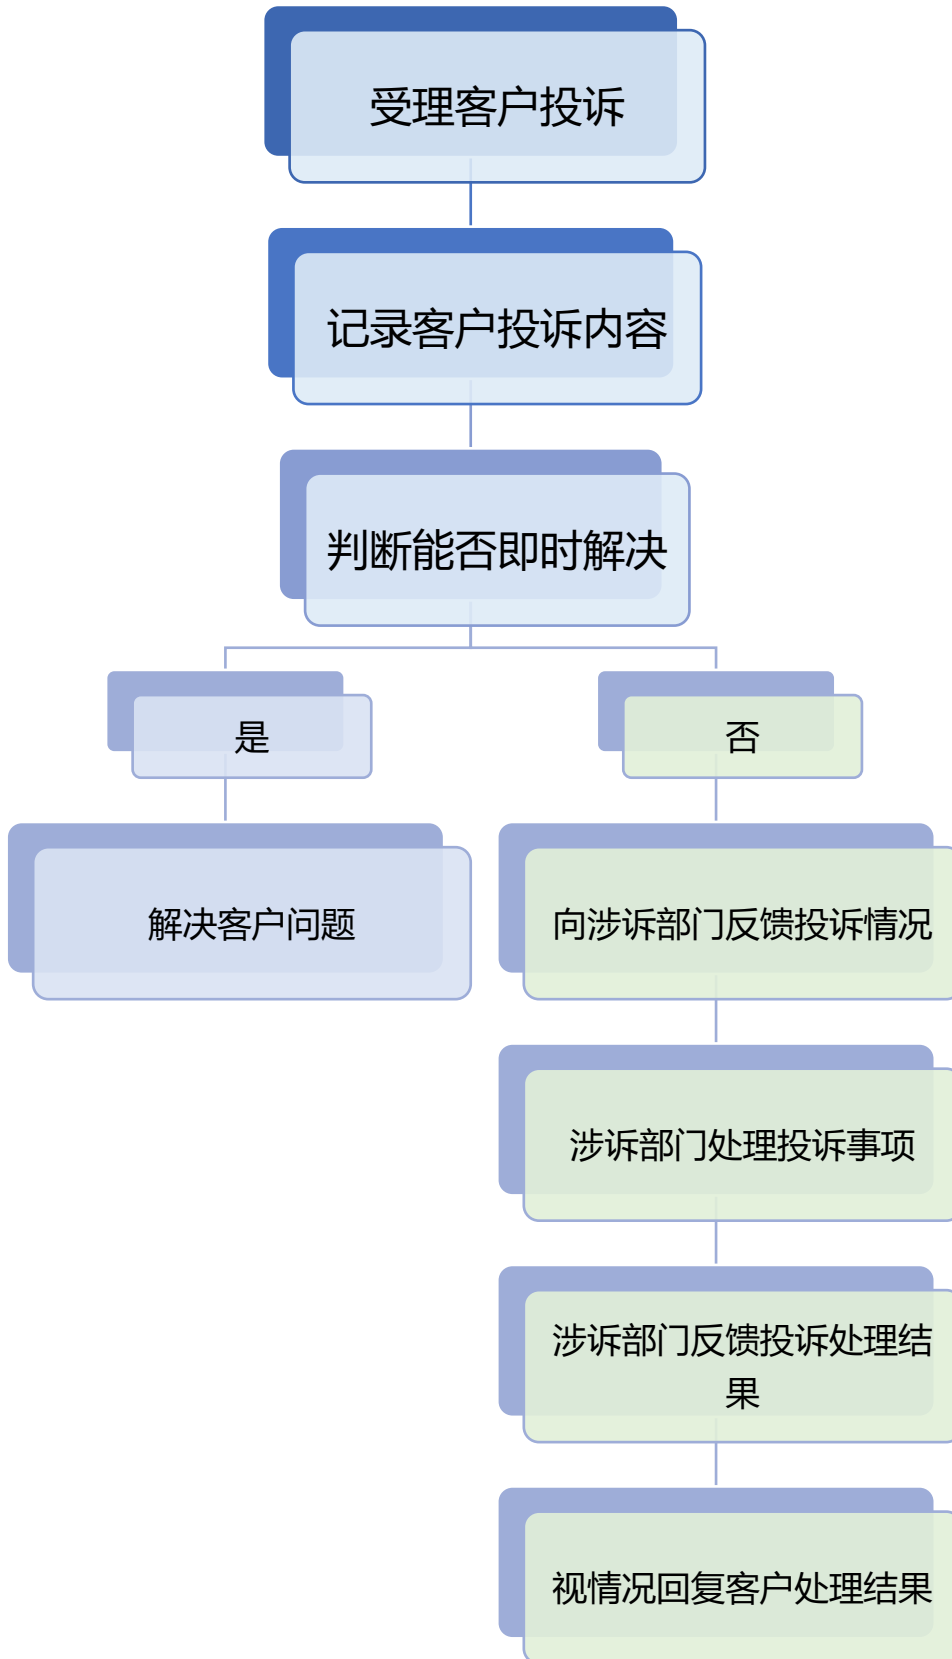 受理客户投诉
记录客户投诉内容
判断能否即时解决
是
否
解决客户问题
向涉诉部门反馈投诉情况
涉诉部门处理投诉事项
涉诉部门反馈投诉处理结
果
视情况回复客户处理结果